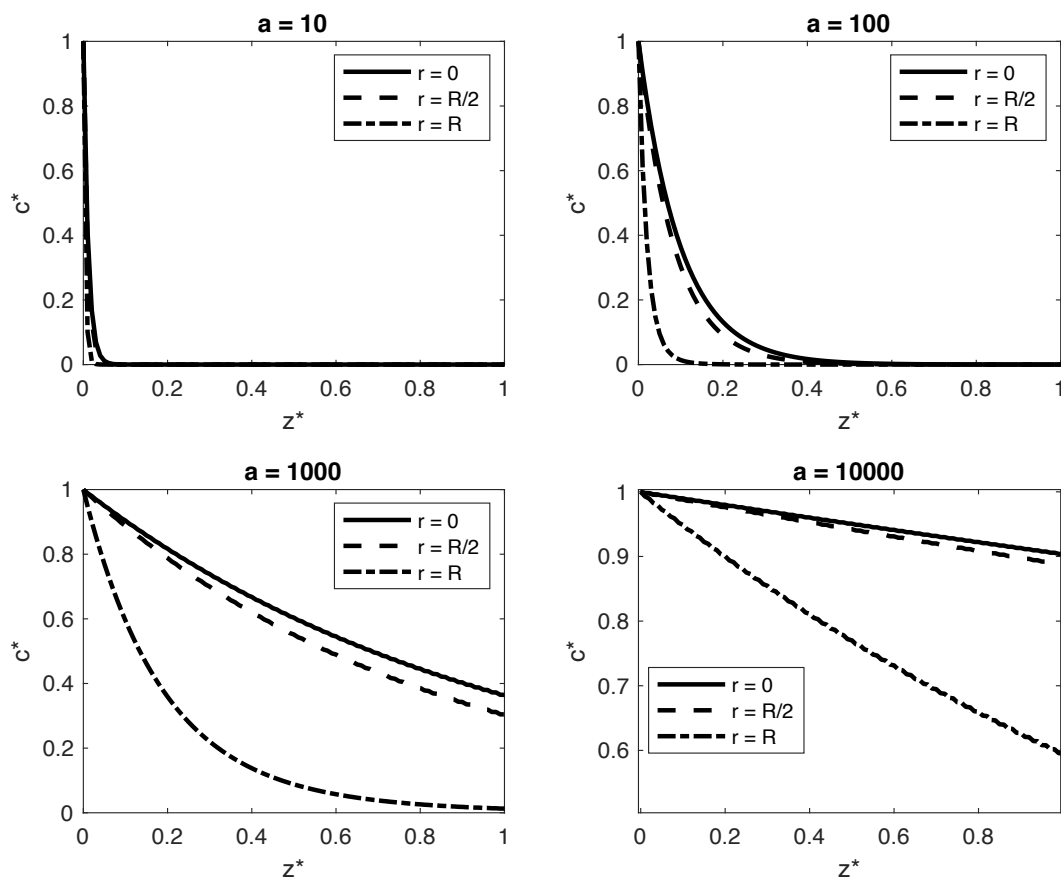 a = 10
1
0.8
0.6
0.4
0.2
0
c*
0 0.2 0.4 0.6 0.8 1
z*
r = 0
r = R/2
r = R
a = 100
1
0.8
0.6
0.4
0.2
0
c*
0 0.2 0.4 0.6 0.8 1
z*
r = 0
r = R/2
r = R
a = 1000
1
0.8
0.6
0.4
0.2
0
c*
0 0.2 0.4 0.6 0.8 1
z*
r = 0
r = R/2
r = R
a = 10000
1
0.9
0.8
0.7
0.6
c*
0 0.2 0.4 0.6 0.8
z*
r = 0
r = R/2
r = R